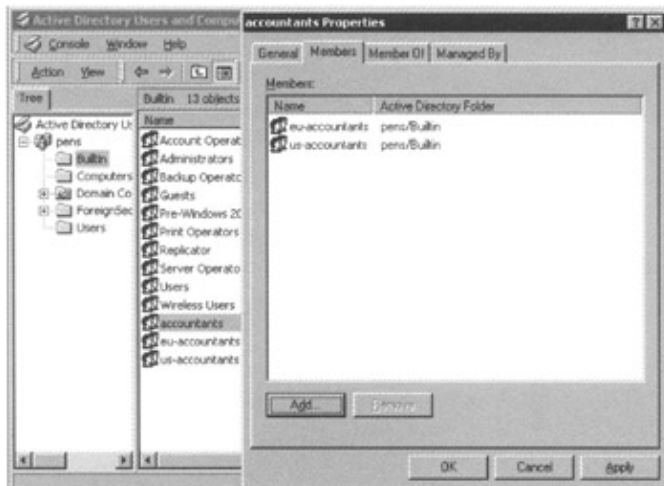 Active Directory Users and Compu
Console Window Help
Action View
Tree
Builtin 13 objects
Name
Active Directory U
pens
Builtin
Computers
Domain Co
ForeignSec
Users
Account Operat
Administrators
Backup Operato
Guests
Pre-Windows 20
Print Operators
Replicator
Server Operato
Users
Wireless Users
accountants
eu-accountants
us-accountants
accountants Properties
General Members Member Of Managed By
Members:
Name Active Directory Folder
eu-accountants pens/Builtin
us-accountants pens/Builtin
Add... Remove
OK Cancel Apply